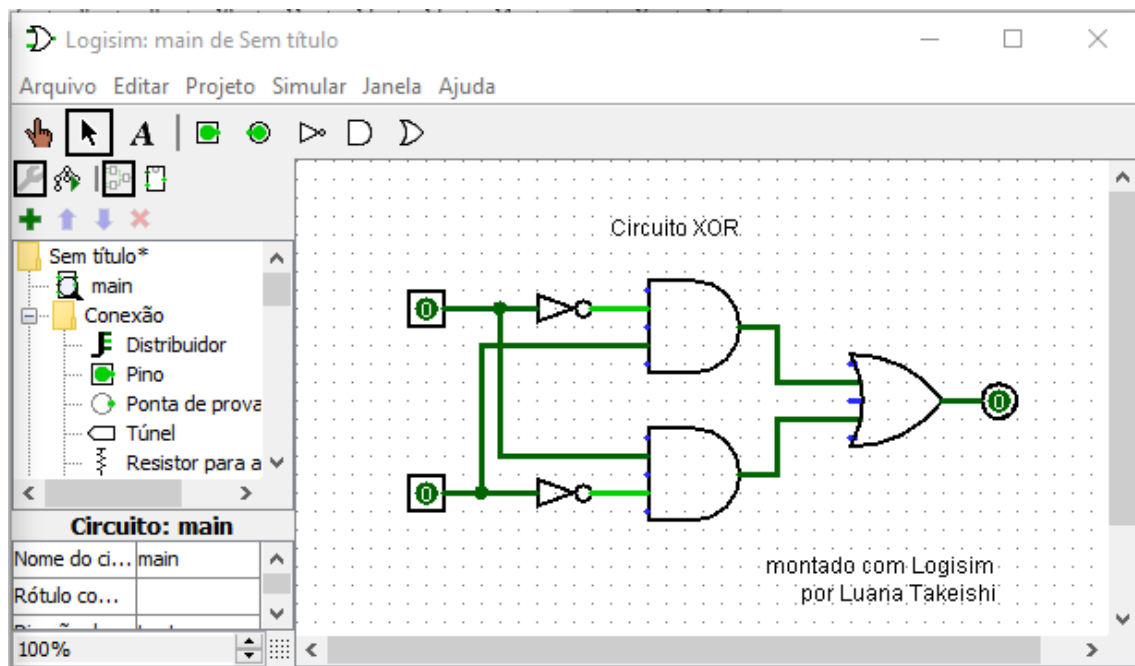 Logisim: main de Sem título
Arquivo Editar Projeto Simular Janela Ajuda
A
Sem título*
main
Conexão
Distribuidor
Pino
Ponta de prova
Túnel
Resistor para a
Circuito: main
Nome do ci... main
Rótulo co...
100%
Circuito XOR
0
0
0
montado com Logisim
por Luana Takeishi